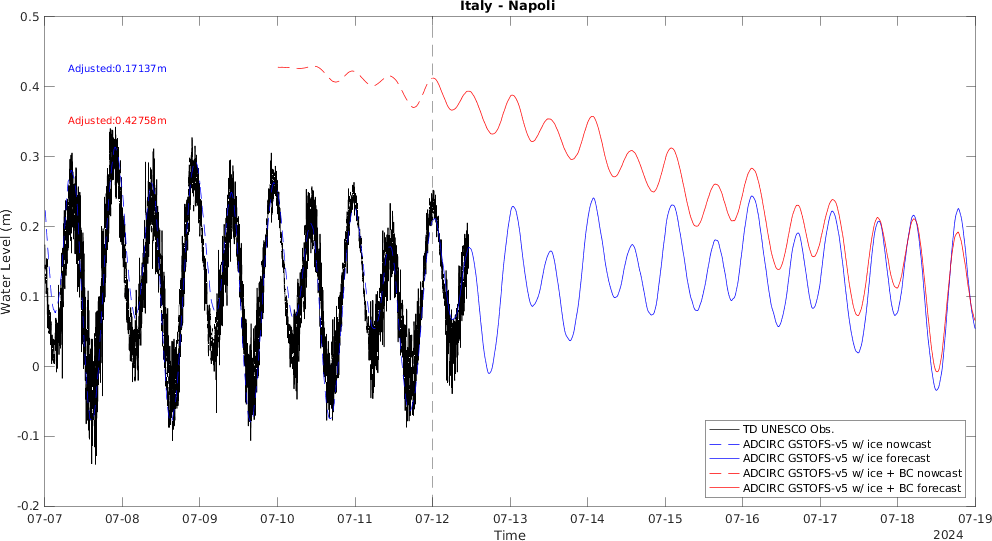 Italy - Napoli
0.5
0.4
0.3
0.2
0.1
0
-0.1
-0.2
Water Level (m)
Adjusted:0.17137m
Adjusted:0.42758m
TD UNESCO Obs.
ADCIRC GSTOFS-v5 w/ ice nowcast
ADCIRC GSTOFS-v5 w/ ice forecast
ADCIRC GSTOFS-v5 w/ ice + BC nowcast
ADCIRC GSTOFS-v5 w/ ice + BC forecast
07-07 07-08 07-09 07-10 07-11 07-12 07-13 07-14 07-15 07-16 07-17 07-18 07-19
Time
2024